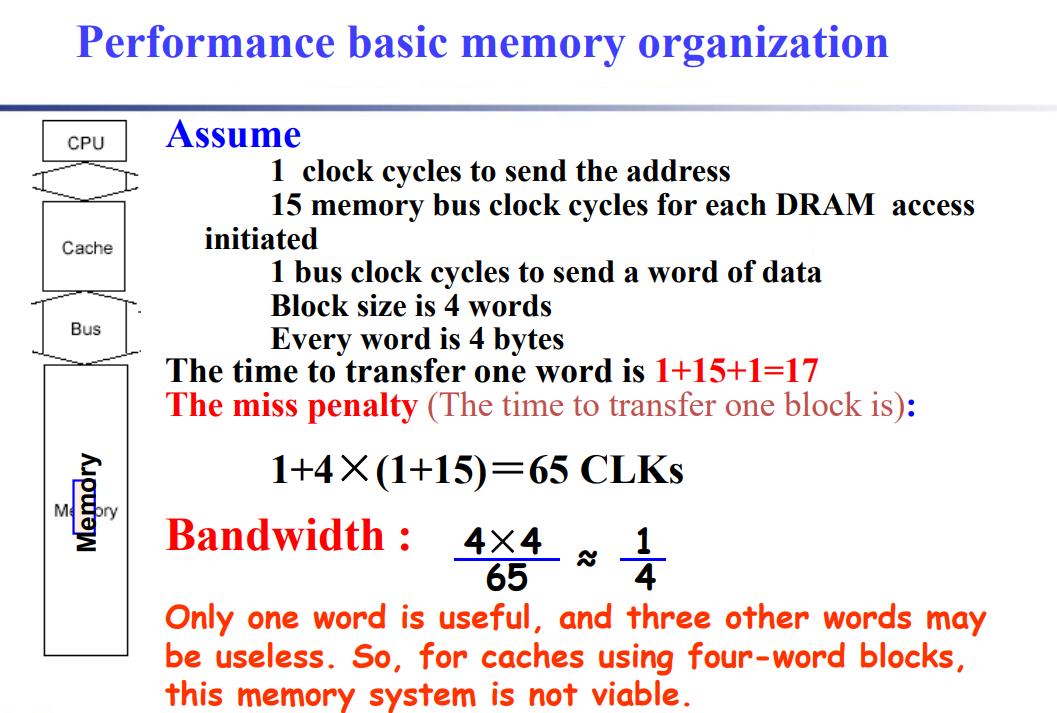 Performance basic memory organization
CPU
Cache
Bus
Memory
Memory
Assume
1 clock cycles to send the address
15 memory bus clock cycles for each DRAM access
initiated
1 bus clock cycles to send a word of data
Block size is 4 words
Every word is 4 bytes
The time to transfer one word is 1+15+1=17
The miss penalty (The time to transfer one block is):
1+4×(1+15)=65 CLKs
Bandwidth : 4×4/65 ≈ 1/4
Only one word is useful, and three other words may
be useless. So, for caches using four-word blocks,
this memory system is not viable.